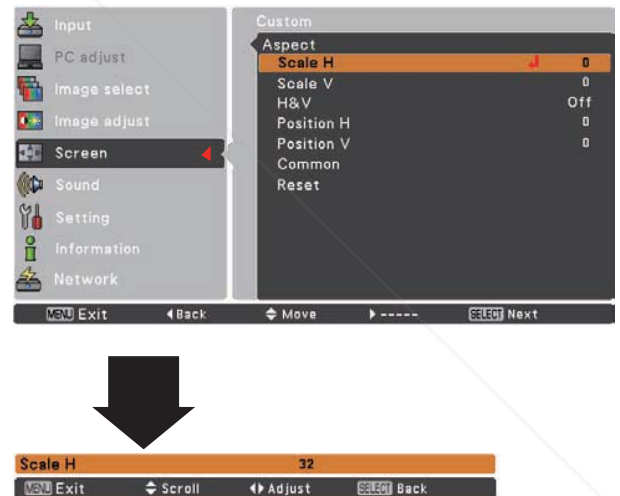 Input
PC adjust
Image select
Image adjust
Screen
Sound
Setting
Information
Network
Custom
Aspect
Scale H 0
Scale V 0
H&V Off
Position H 0
Position V 0
Common
Reset
MENU Exit Back Move ----- SELECT Next
Scale H 32
MENU Exit Scroll Adjust SELECT Back